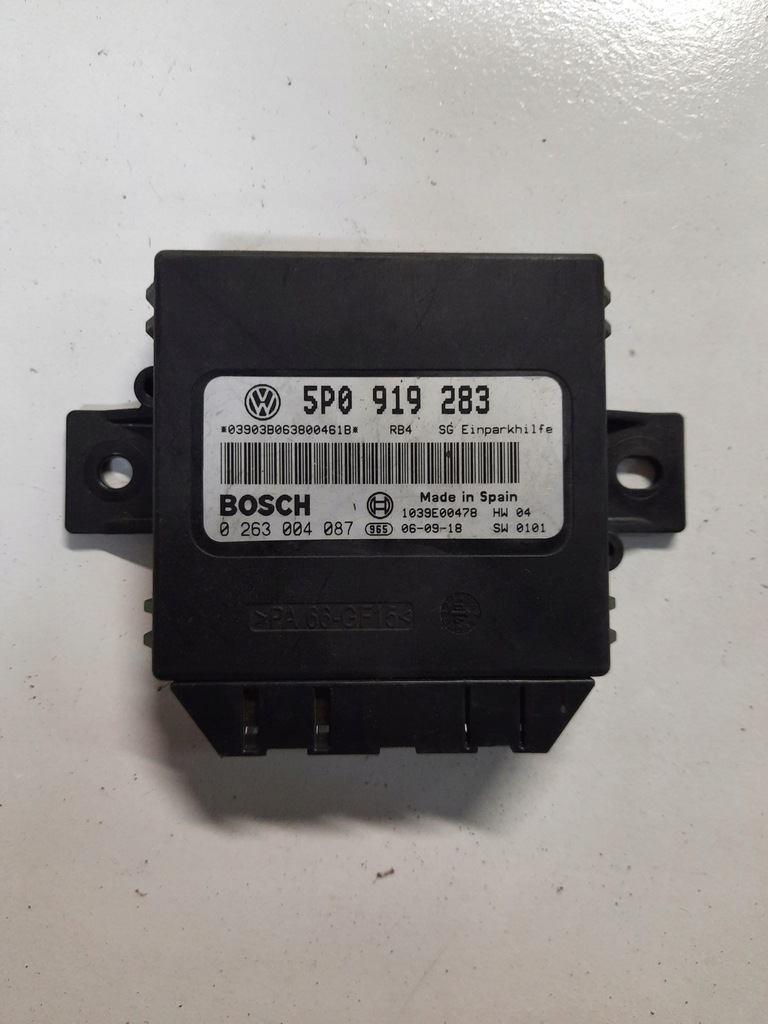 5P0 919 283
*03903B063800461B* RB4 SG Einparkhilfe
BOSCH Made in Spain
1039E00478 HW 04
0 263 004 087 965 06-09-18 SW 0101
>PA 66-GF15<